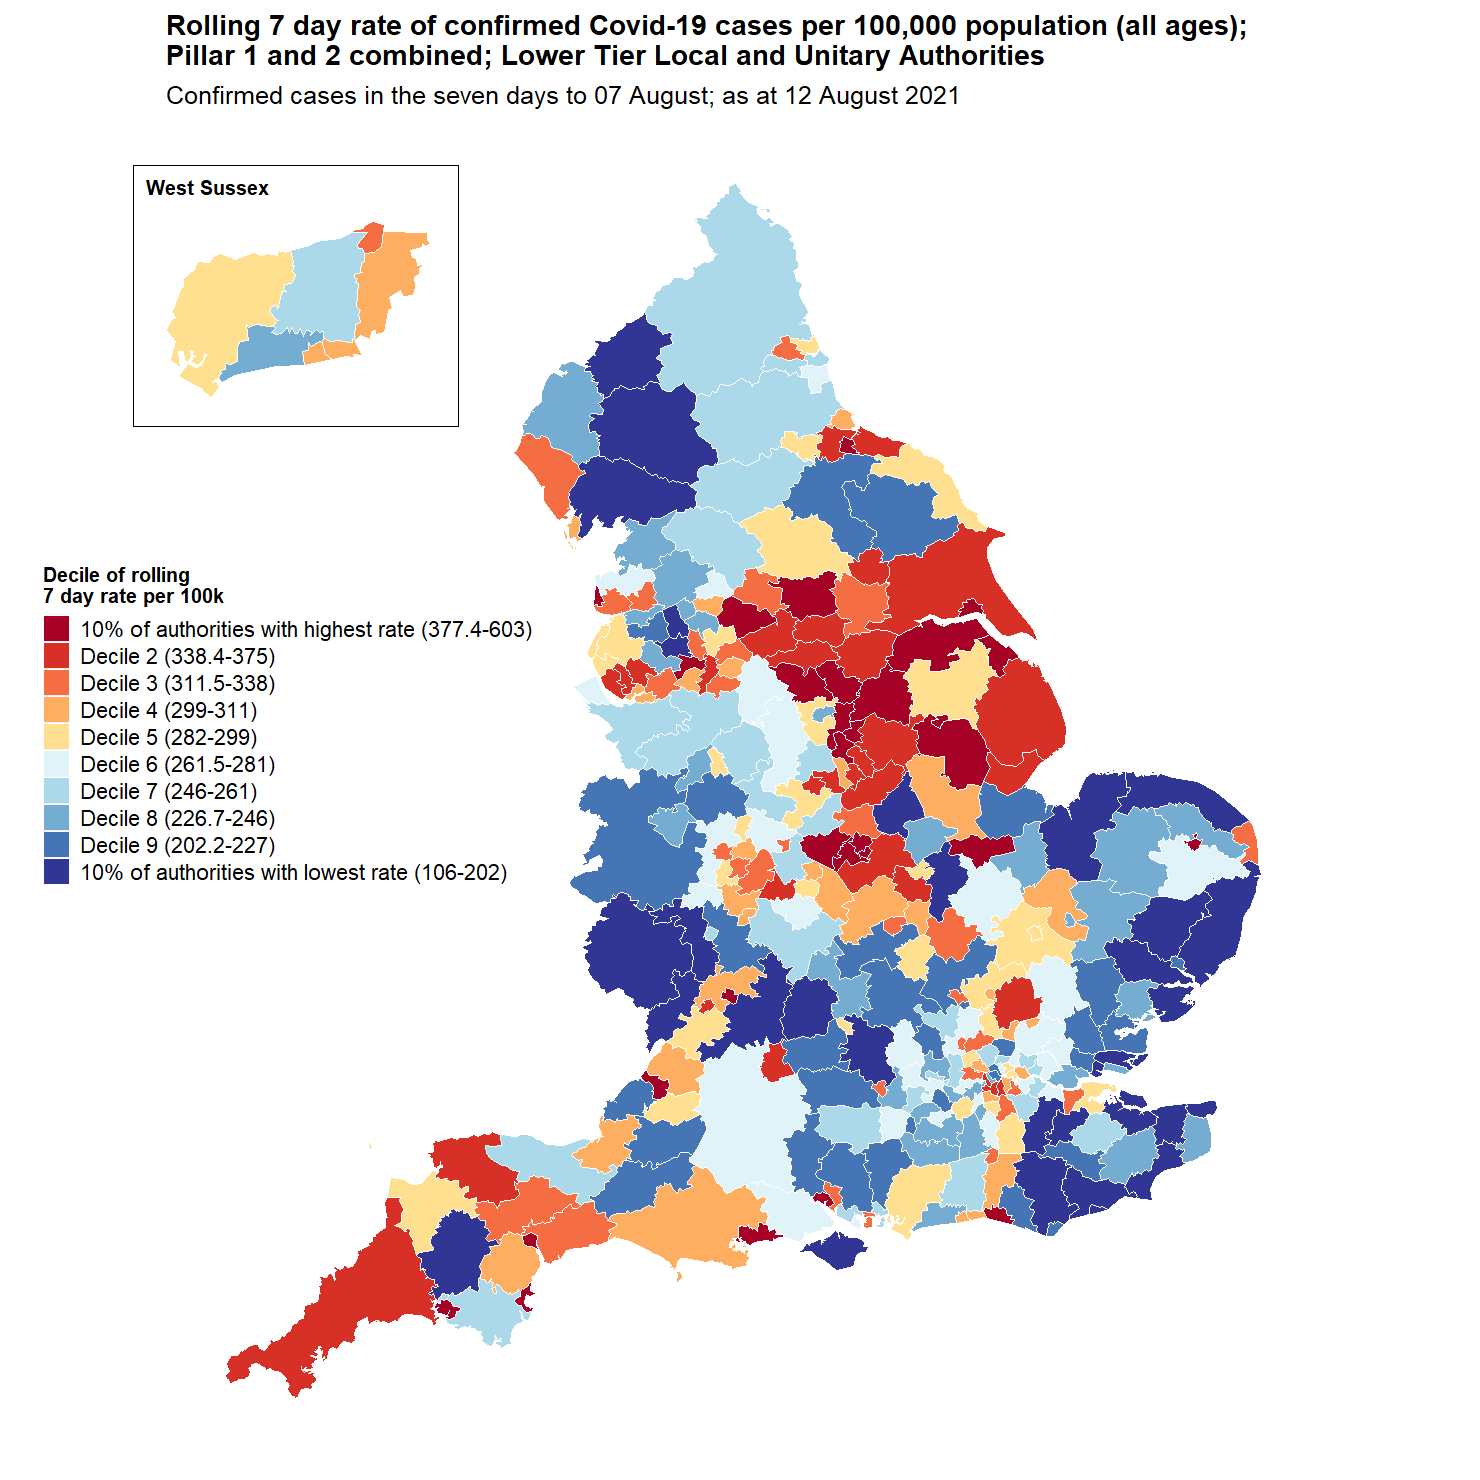 Rolling 7 day rate of confirmed Covid-19 cases per 100,000 population (all ages);
Pillar 1 and 2 combined; Lower Tier Local and Unitary Authorities
Confirmed cases in the seven days to 07 August; as at 12 August 2021
West Sussex
Decile of rolling
7 day rate per 100k
10% of authorities with highest rate (377.4-603)
Decile 2 (338.4-375)
Decile 3 (311.5-338)
Decile 4 (299-311)
Decile 5 (282-299)
Decile 6 (261.5-281)
Decile 7 (246-261)
Decile 8 (226.7-246)
Decile 9 (202.2-227)
10% of authorities with lowest rate (106-202)